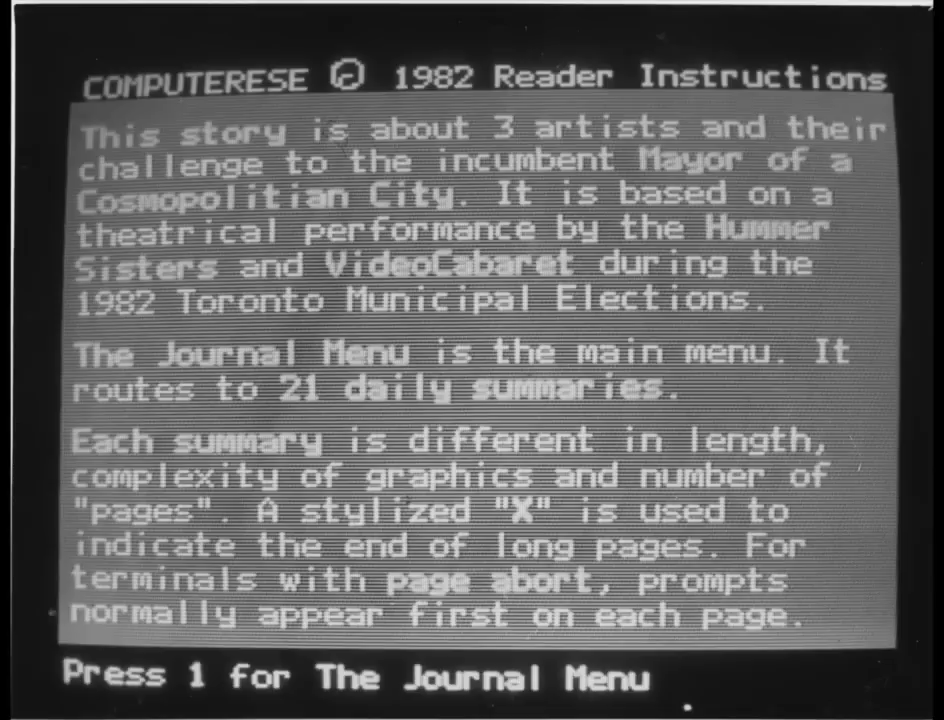 COMPUTERESE © 1982 Reader Instructions
This story is about 3 artists and their
challenge to the incumbent Mayor of a
Cosmopolitian City. It is based on a
theatrical performance by the Hummer
Sisters and VideoCabaret during the
1982 Toronto Municipal Elections.
The Journal Menu is the main menu. It
routes to 21 daily summaries.
Each summary is different in length,
complexity of graphics and number of
"pages". A stylized "X" is used to
indicate the end of long pages. For
terminals with page abort, prompts
normally appear first on each page.
Press 1 for The Journal Menu